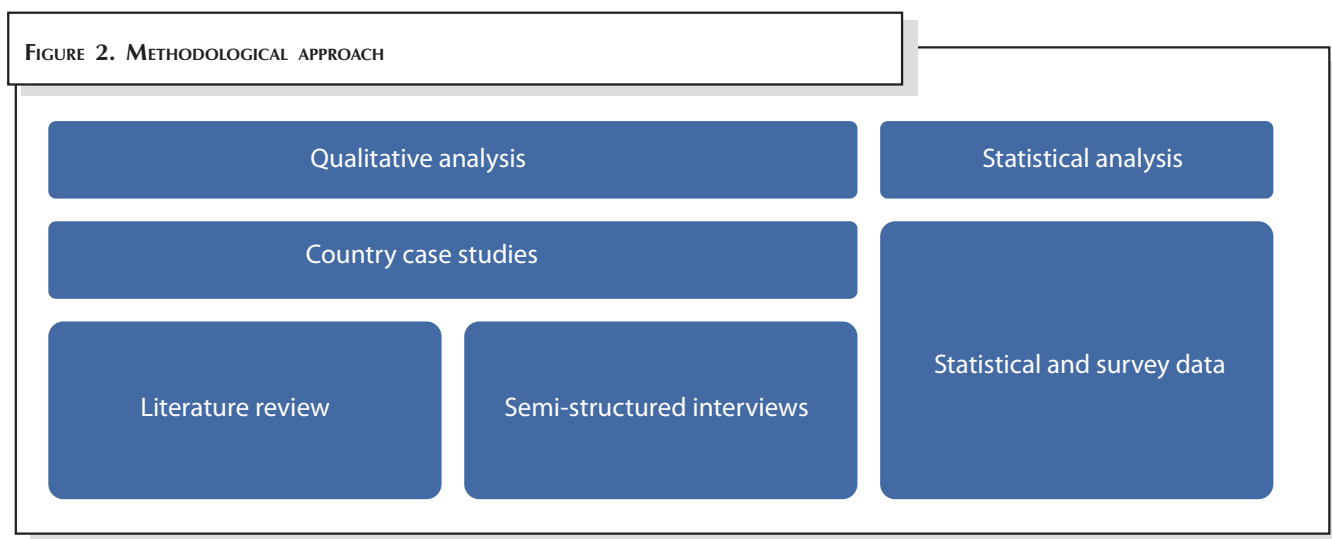 FIGURE 2. METHODOLOGICAL APPROACH
Qualitative analysis
Statistical analysis
Country case studies
Statistical and survey data
Literature review
Semi-structured interviews